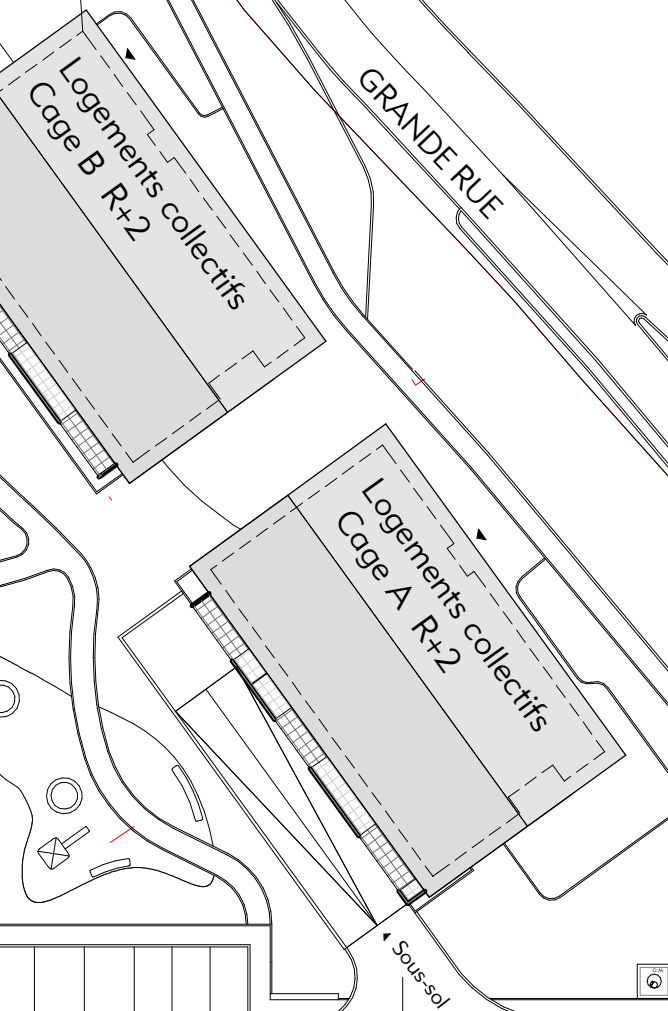 GRANDE RUE
Logements collectifs
Cage B R+2
Logements collectifs
Cage A R+2
Sous-sol
O.M.